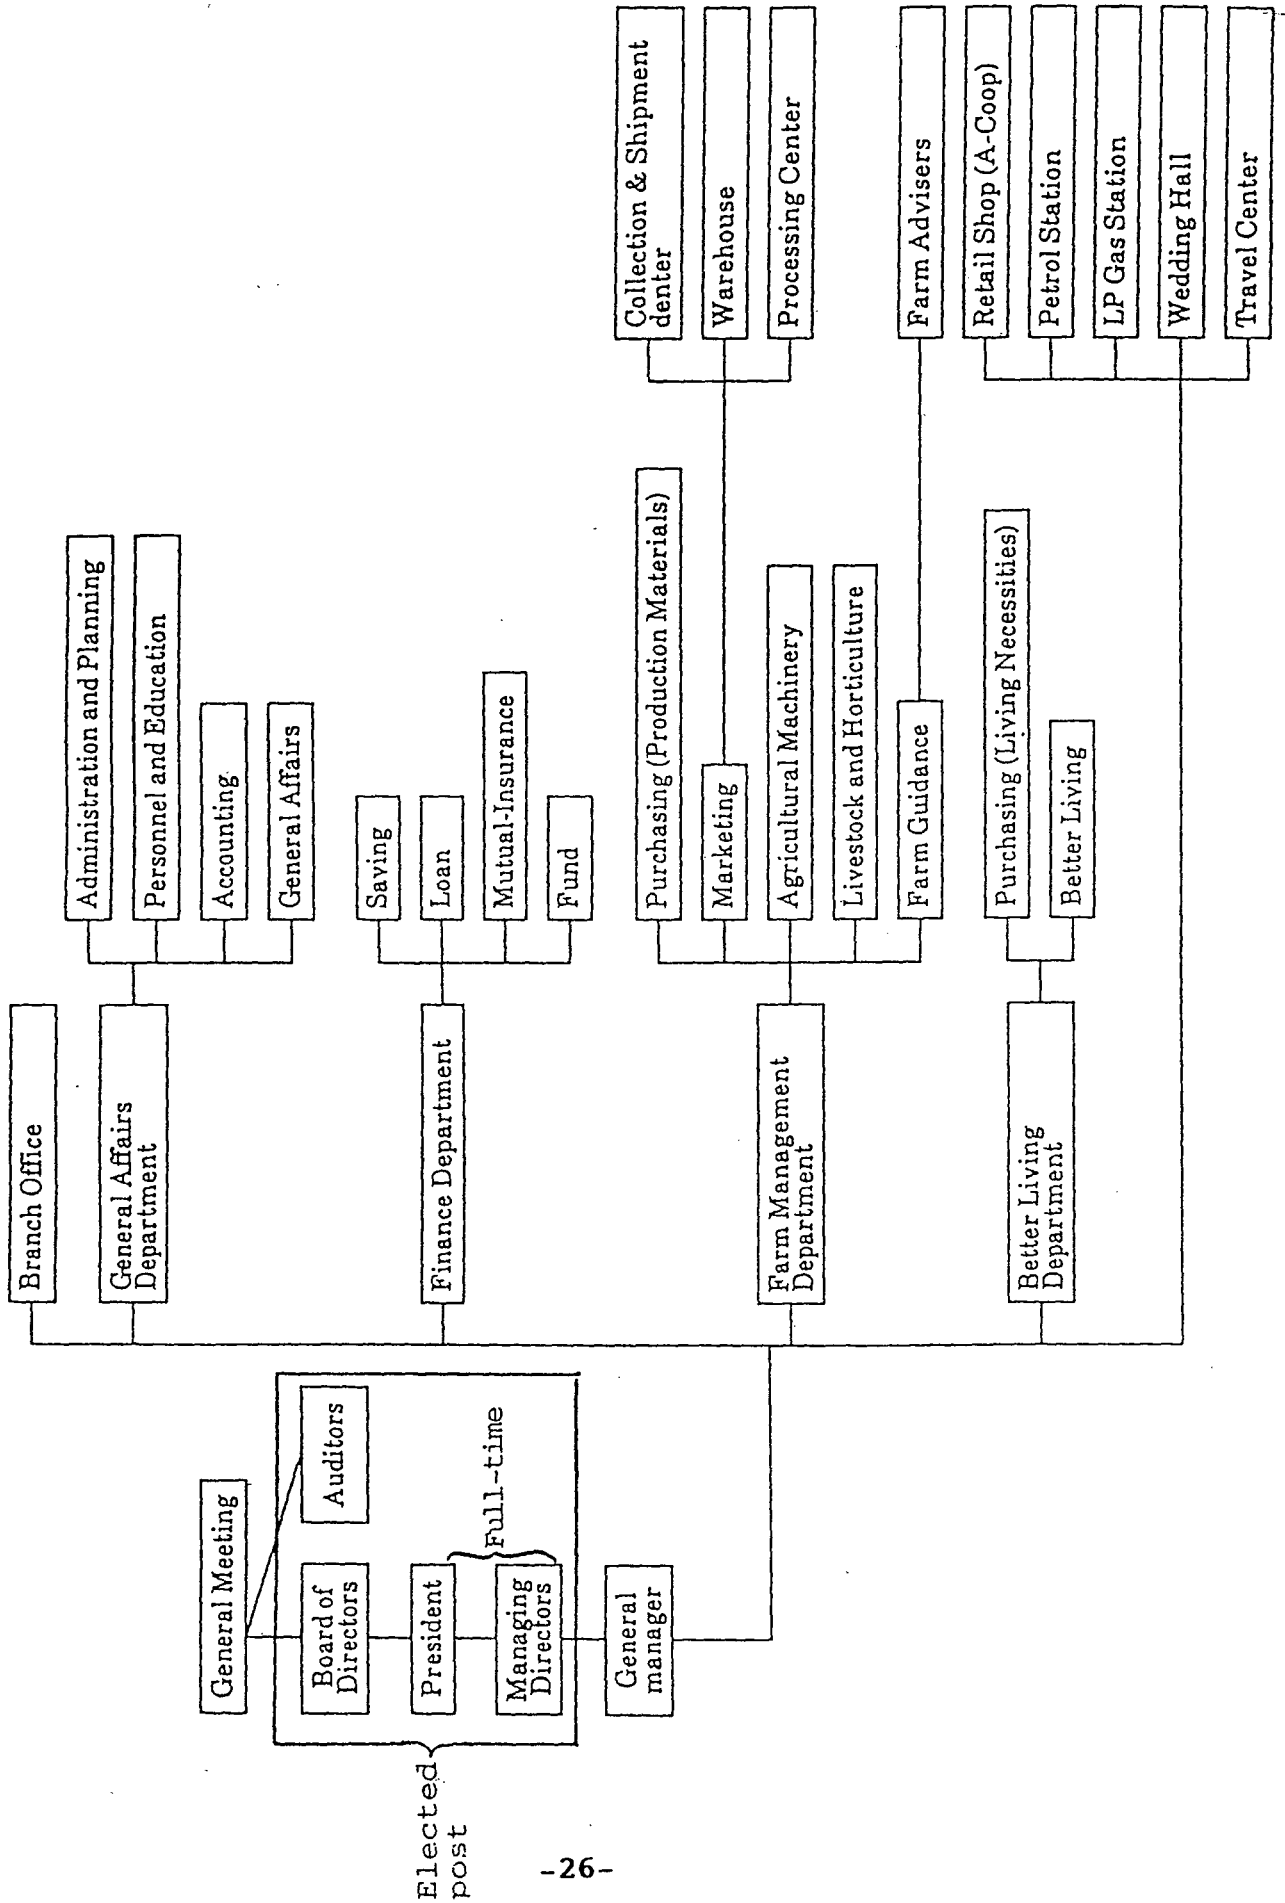 General Meeting
Elected
post
Board of
Directors
Auditors
President
Managing
Directors
Full-time
General
manager
Branch Office
General Affairs
Department
Administration and Planning
Personnel and Education
Accounting
General Affairs
Finance Department
Saving
Loan
Mutual-Insurance
Fund
Farm Management
Department
Purchasing (Production Materials)
Marketing
Agricultural Machinery
Livestock and Horticulture
Farm Guidance
Collection & Shipment
denter
Warehouse
Processing Center
Farm Advisers
Better Living
Department
Purchasing (Living Necessities)
Better Living
Retail Shop (A-Coop)
Petrol Station
LP Gas Station
Wedding Hall
Travel Center
-26-